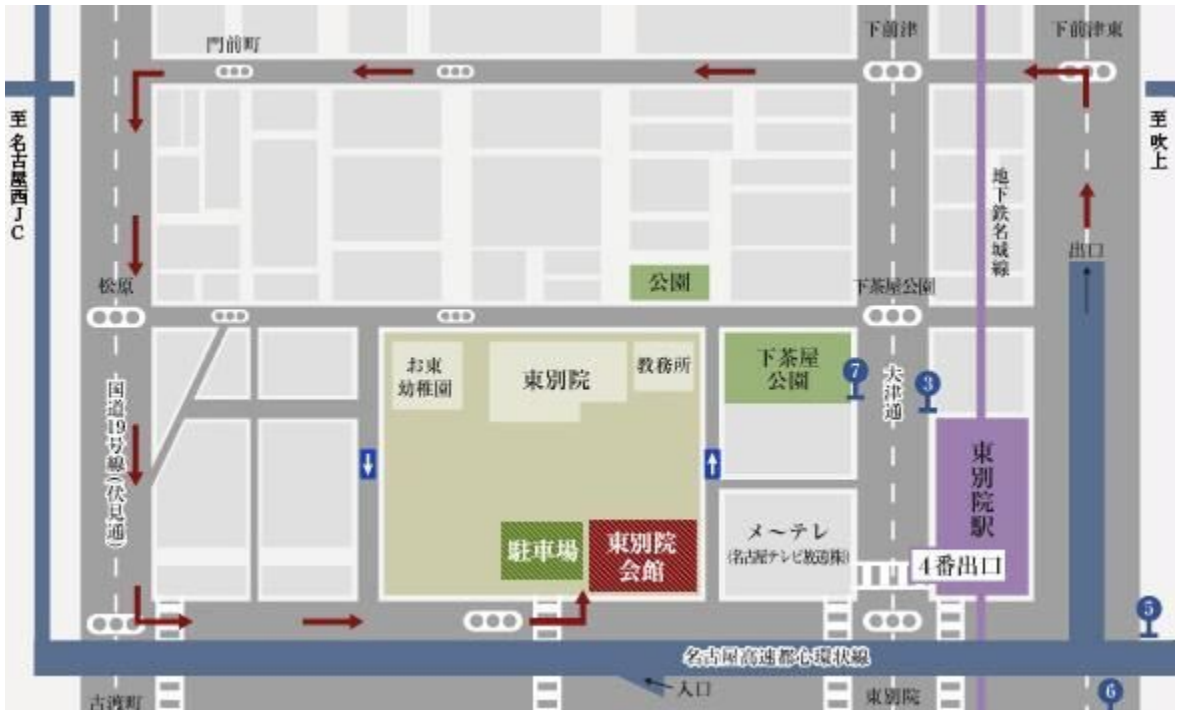 門前町
下前津
下前津東
至 名古屋西JC
至 吹上
地下鉄名城線
出口
公園
松原
下茶屋公園
お東
幼稚園
東別院
教務所
下茶屋
公園
7
3
大津通
国道19号線(伏見通)
東別院駅
駐車場
東別院
会館
メ〜テレ
(名古屋テレビ放送㈱)
4番出口
5
名古屋高速都心環状線
入口
古渡町
東別院
6